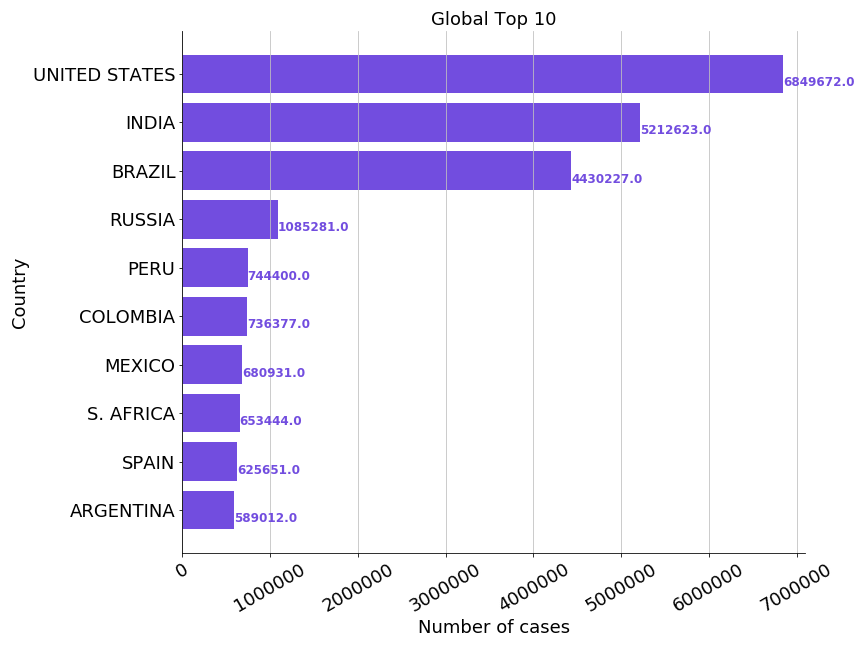 Global Top 10
UNITED STATES
6849672.0
INDIA
5212623.0
BRAZIL
4430227.0
RUSSIA
1085281.0
PERU
744400.0
COLOMBIA
736377.0
MEXICO
680931.0
S. AFRICA
653444.0
SPAIN
625651.0
ARGENTINA
589012.0
Country
0
1000000
2000000
3000000
4000000
5000000
6000000
7000000
Number of cases